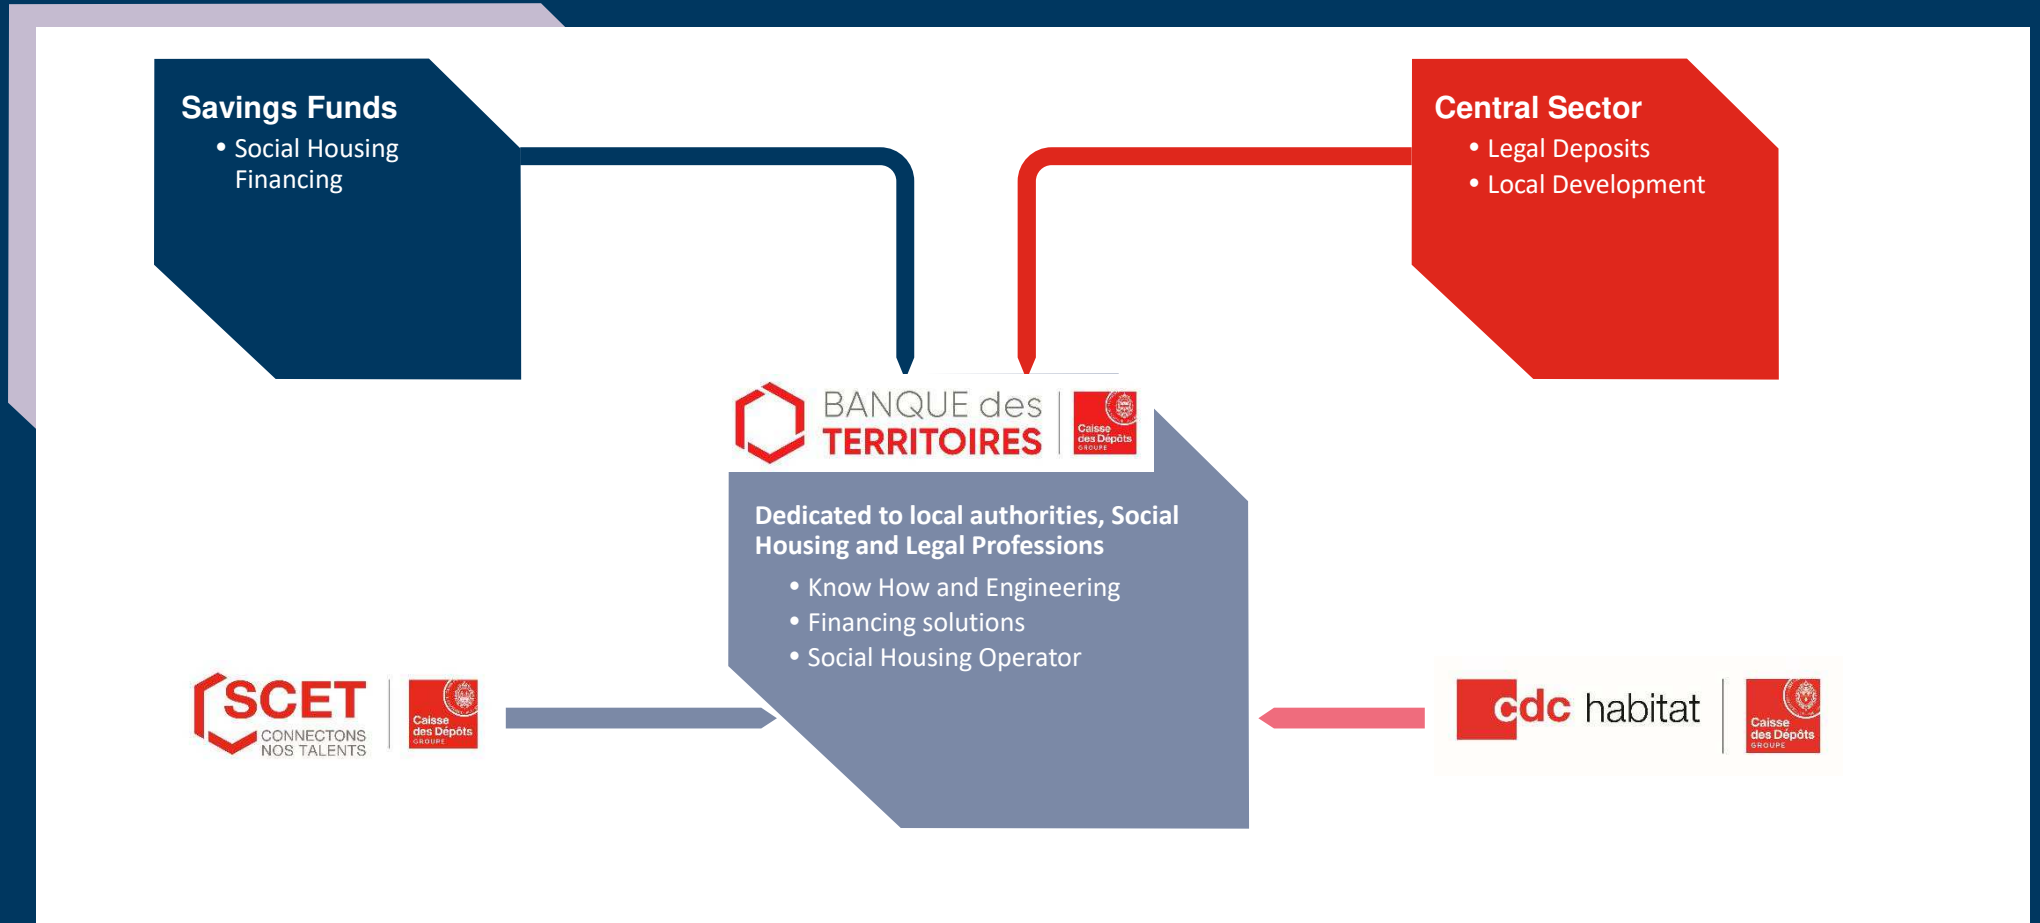 Savings Funds
• Social Housing
Financing
Central Sector
• Legal Deposits
• Local Development
BANQUE des
TERRITOIRES
Caisse
des Dépôts
GROUPE
Dedicated to local authorities, Social
Housing and Legal Professions
• Know How and Engineering
• Financing solutions
• Social Housing Operator
SCET
CONNECTONS
NOS TALENTS
Caisse
des Dépôts
GROUPE
cdc habitat
Caisse
des Dépôts
GROUPE